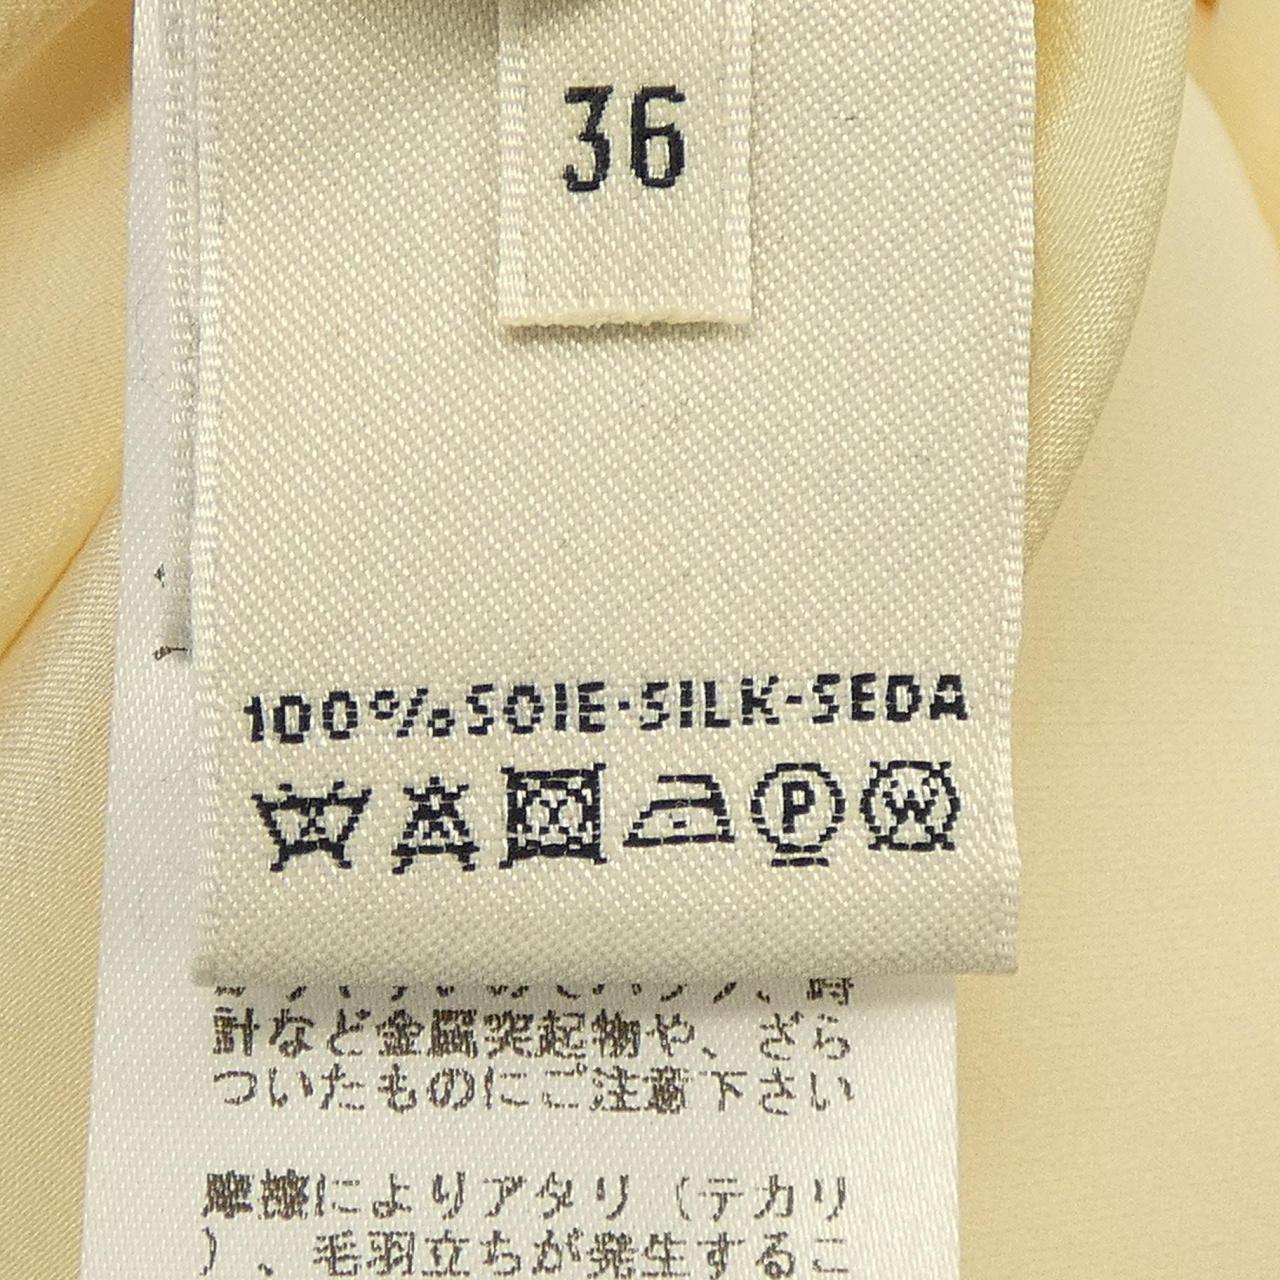 36
100%SOIE·SILK-SEDA
P
W
計など金属突起物や、ざら
ついたものにご注意下さい
摩擦によりアタリ（テカリ
）、毛羽立ちが発生するこ